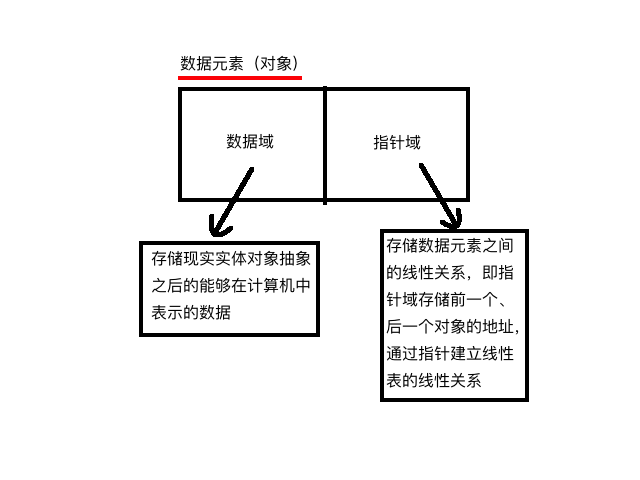 数据元素（对象）
数据域
指针域
存储现实实体对象抽象
之后的能够在计算机中
表示的数据
存储数据元素之间
的线性关系，即指
针域存储前一个、
后一个对象的地址，
通过指针建立线性
表的线性关系